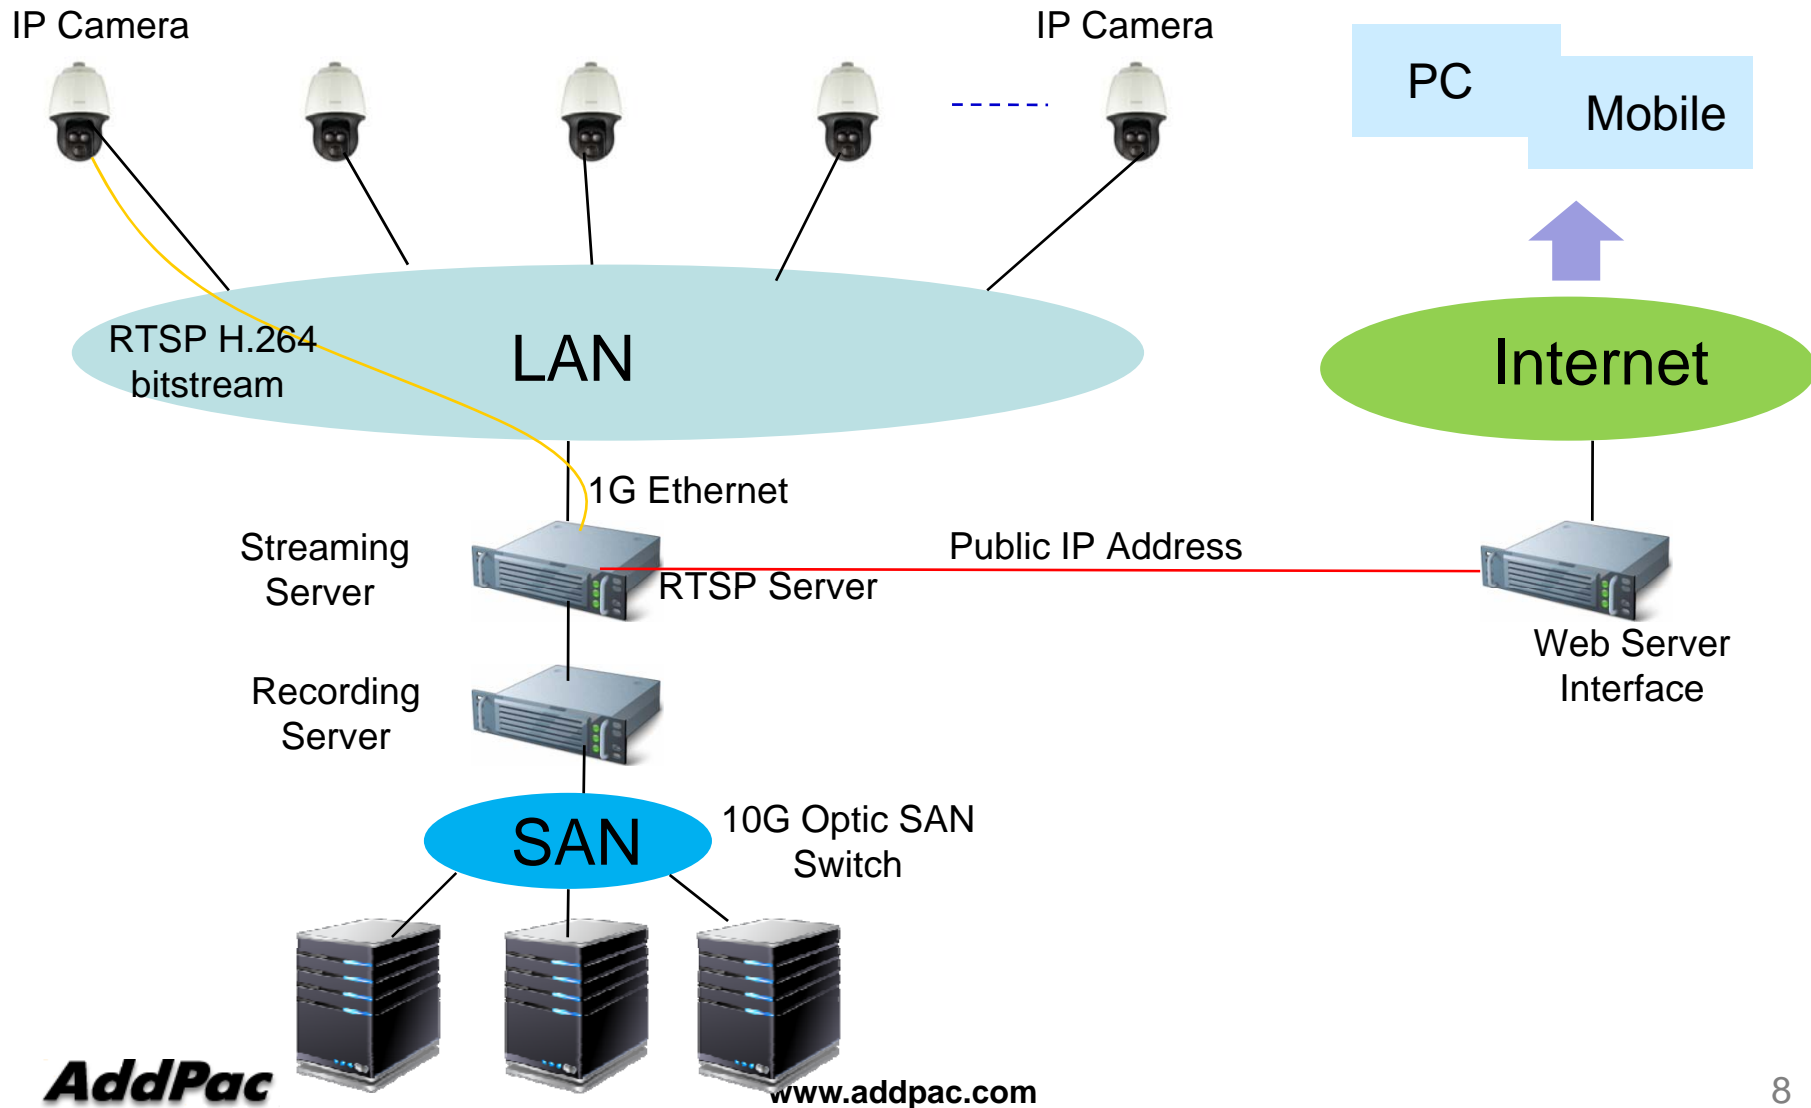 IP Camera
IP Camera
PC
Mobile
RTSP H.264
bitstream
LAN
Internet
1G Ethernet
Streaming
Server
Public IP Address
RTSP Server
Web Server
Interface
Recording
Server
SAN
10G Optic SAN
Switch
AddPac
www.addpac.com
8